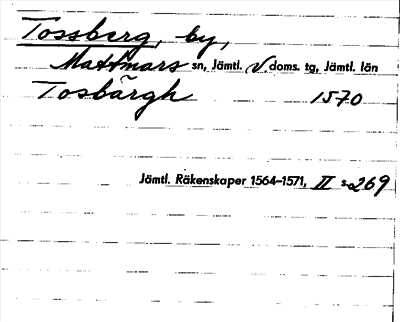 Tossberg, by,
Mattmars sn, Jämtl. V. doms. tg, Jämtl. län
Tosbärgh 1570
Jämtl. Räkenskaper 1564–1571, II s. 269